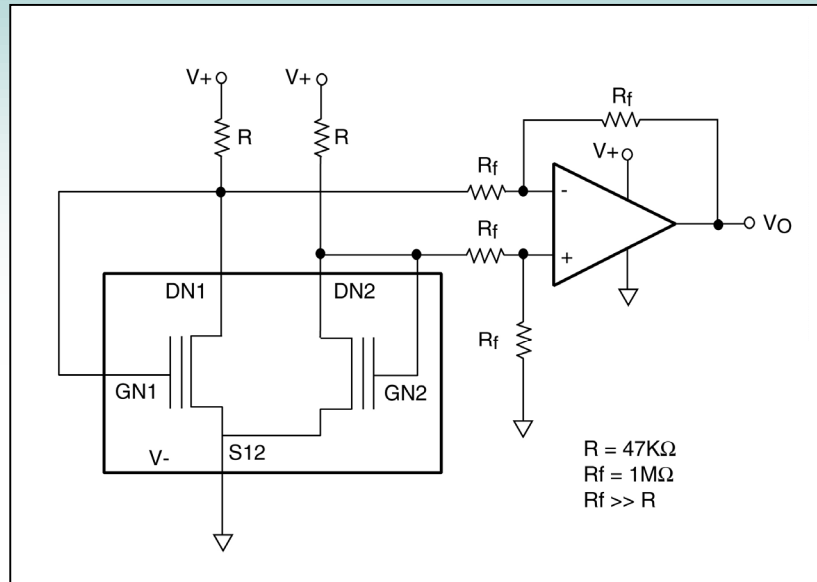 V+
V+
Rf
R
R
Rf
V+
-
VO
Rf
+
DN1
DN2
Rf
GN1
GN2
V-
S12
R = 47KΩ
Rf = 1MΩ
Rf >> R